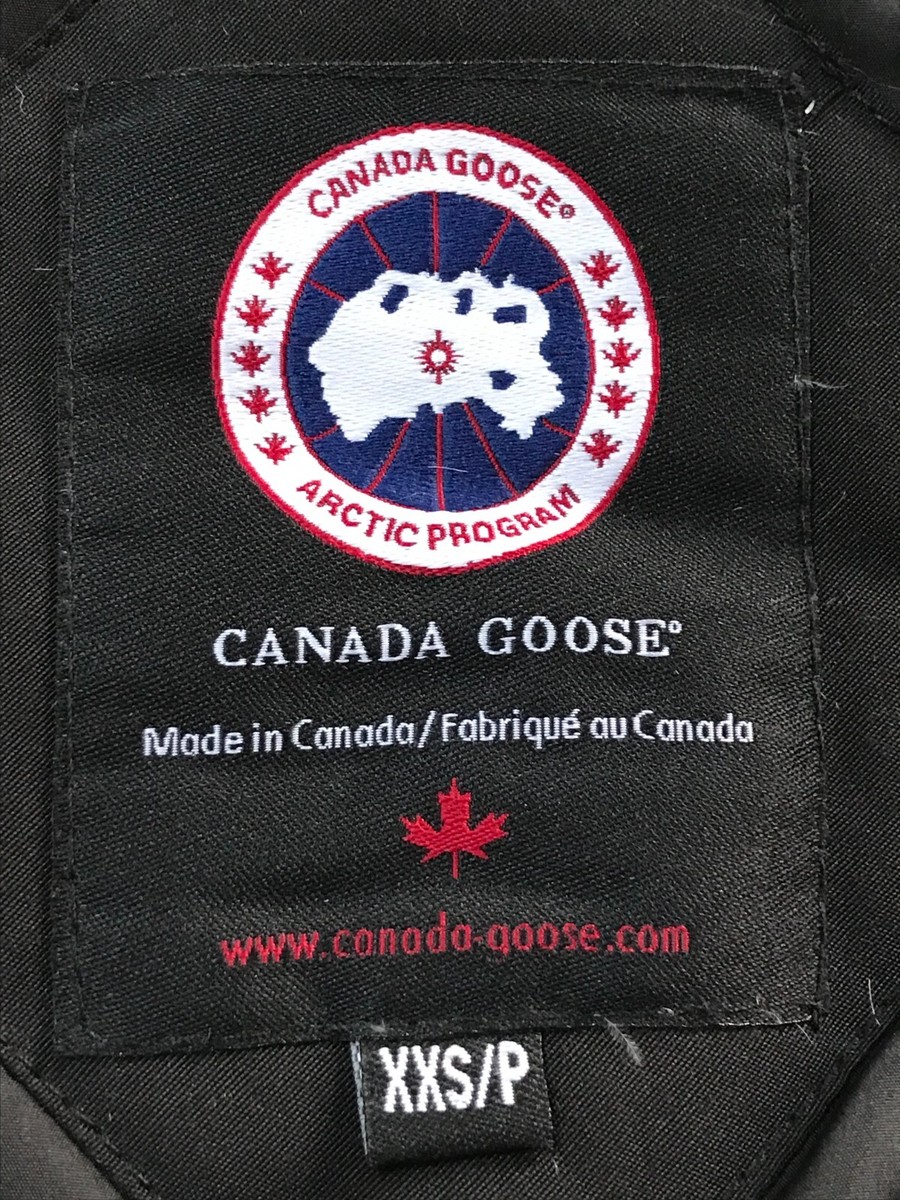 CANADA GOOSE®
ARCTIC PROGRAM
CANADA GOOSE®
Made in Canada/Fabriqué au Canada
www.canada-goose.com
XXS/P